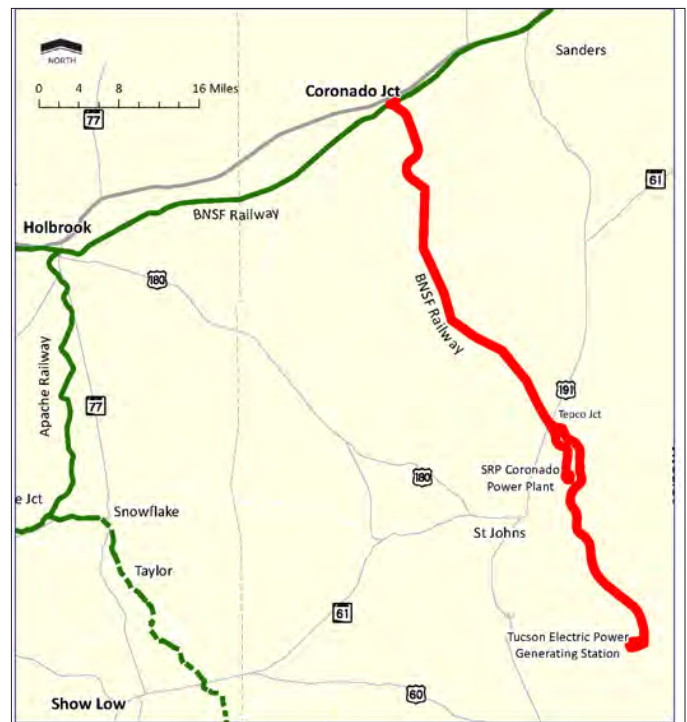 Sanders
NORTH
0 4 8 16 Miles
Coronado Jct
77
61
BNSF Railway
Holbrook
180
BNSF Railway
Apache Railway
191
77
Tepco Jct
180
SRP Coronado
Power Plant
e Jct
Snowflake
St Johns
Taylor
61
Tucson Electric Power
Generating Station
60
Show Low